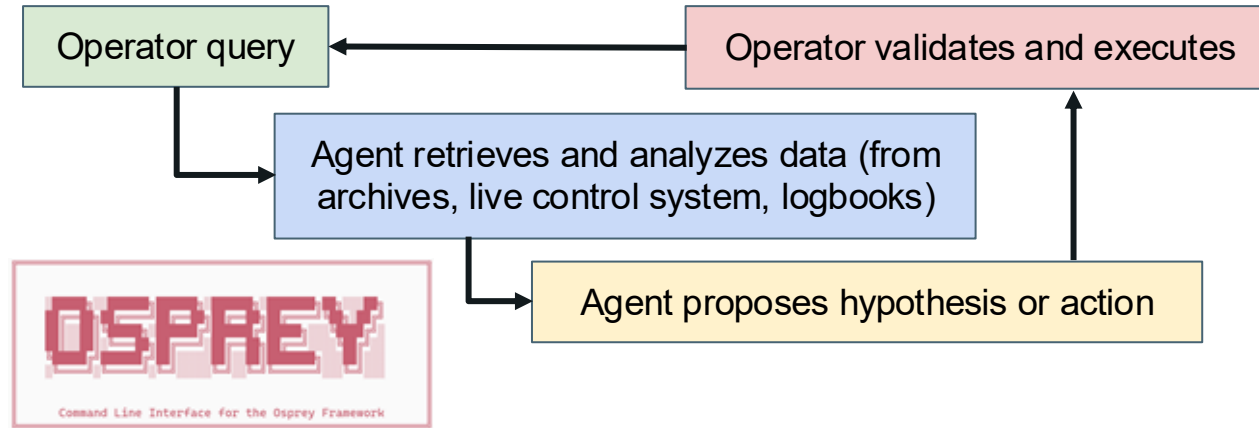 Operator query
Operator validates and executes
Agent retrieves and analyzes data (from
archives, live control system, logbooks)
Agent proposes hypothesis or action
OSPREY
Command Line Interface for the Osprey Framework